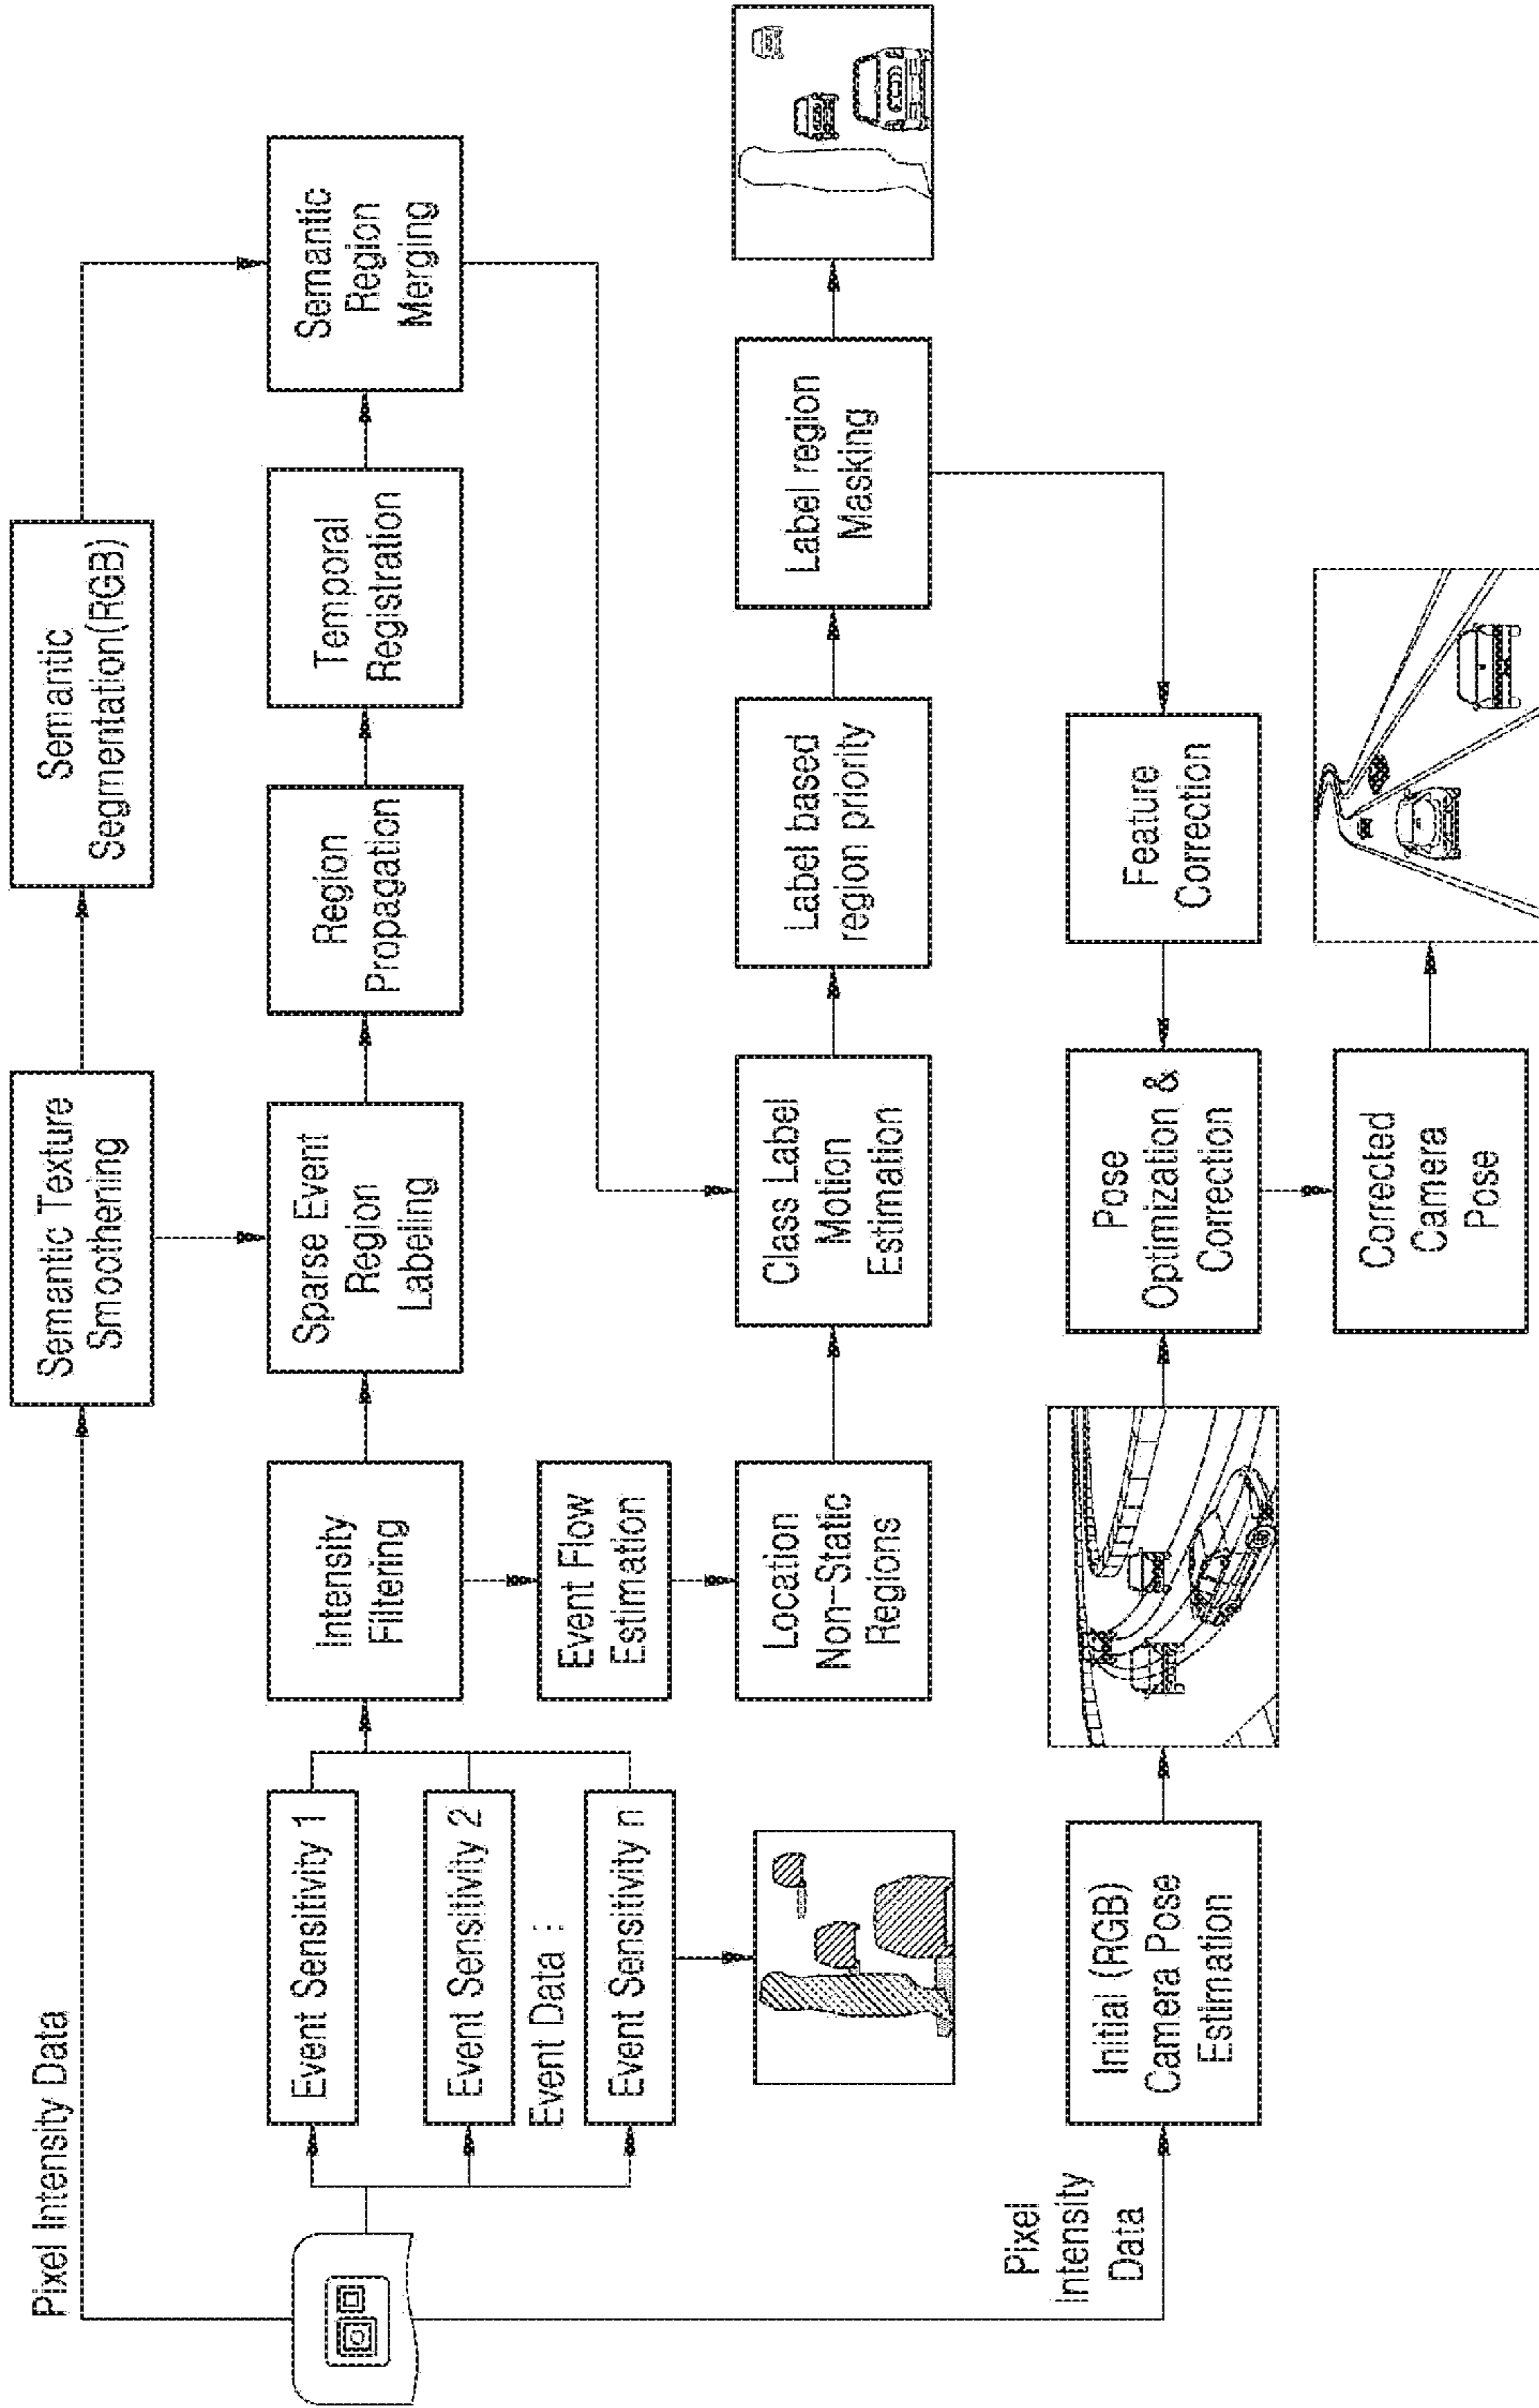 Pixel Intensity Data
Semantic Texture
Smoothening
Semantic
Segmentation(RGB)
Event Sensitivity 1
Event Sensitivity 2
Event Data :
Event Sensitivity n
Intensity
Filtering
Sparse Event
Region
Labeling
Region
Propagation
Temporal
Registration
Semantic
Region
Merging
Event Flow
Estimation
Location
Non-Static
Regions
Class Label
Motion
Estimation
Label based
region priority
Label region
Masking
Pixel
Intensity
Data
Initial (RGB)
Camera Pose
Estimation
Pose
Optimization &
Correction
Feature
Correction
Corrected
Camera
Pose